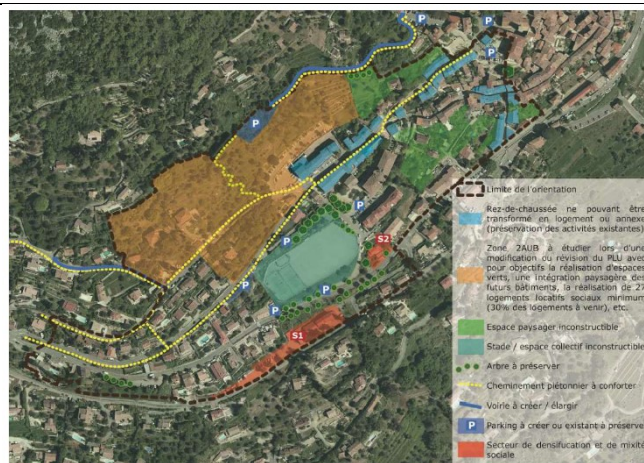 P
P
P
P
P
S2
P
P
P
S1
Limite de l'orientation
Rez-de-chaussée ne pouvant être
transformé en logement ou annexe
(préservation des activités existantes)
Zone 2AUB à étudier lors d'une
modification ou révision du PLU avec
pour objectifs la réalisation d'espaces
verts, une intégration paysagère des
futurs bâtiments, la réalisation de 27
logements locatifs sociaux minimum
(30% des logements à venir), etc.
Espace paysager inconstructible
Stade / espace collectif inconstructible
Arbre à préserver
Cheminement piétonnier à conforter
Voirie à créer / élargir
P Parking à créer ou existant à préserver
Secteur de densifucation et de mixité
sociale